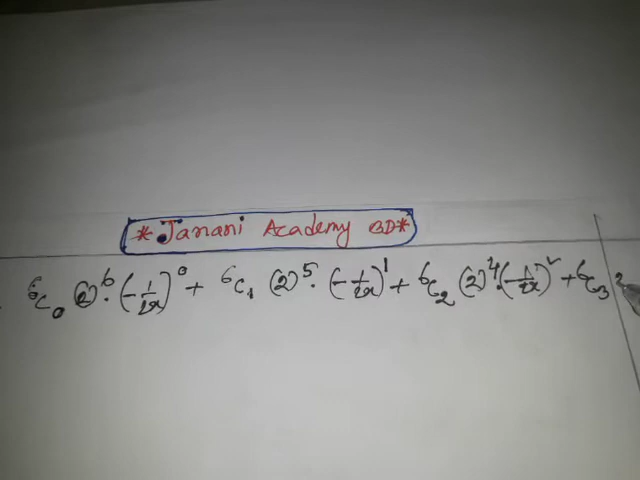 * Janani Academy BD*
⁶C₀ (2)⁶·(-1/2x)⁰ + ⁶C₁ (2)⁵·(-1/2x)¹ + ⁶C₂ (2)⁴·(-1/2x)² + ⁶C₃